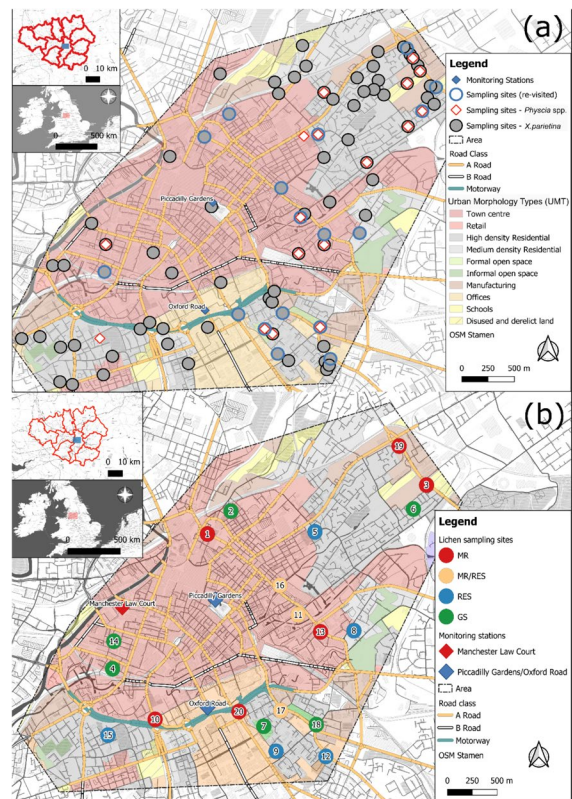 (a)
0 10 km
0 500 km
Piccadilly Gardens
Oxford Road
Legend
Monitoring Stations
Sampling sites (re-visited)
Sampling sites - Physcia spp.
Sampling sites - X.parietina
Area
Road Class
A Road
B Road
Motorway
Urban Morphology Types (UMT)
Town centre
Retail
High density Residential
Medium density Residential
Formal open space
Informal open space
Manufacturing
Offices
Schools
Disused and derelict land
OSM Stamen
0 250 500 m
(b)
0 10 km
0 500 km
19
3
6
2
1
5
Piccadilly Gardens
16
Manchester Law Court
11
13
8
14
4
Oxford Road
10
20
17
7
18
15
9
12
Legend
Lichen sampling sites
MR
MR/RES
RES
GS
Monitoring stations
Manchester Law Court
Piccadilly Gardens/Oxford Road
Area
Road class
A Road
B Road
Motorway
OSM Stamen
0 250 500 m